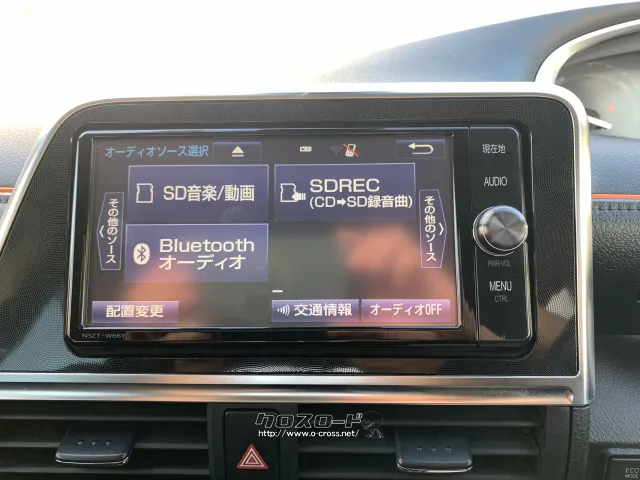 オーディオソース選択
現在地
SD音楽/動画
SDREC
(CD➡SD録音曲)
AUDIO
その他のソース
その他のソース
Bluetooth
オーディオ
PWR•VOL
MENU
CTRL
配置変更
交通情報
オーディオOFF
NSZT-W66T
クロスロード
http://www.o-cross.net/
ECO
MODE